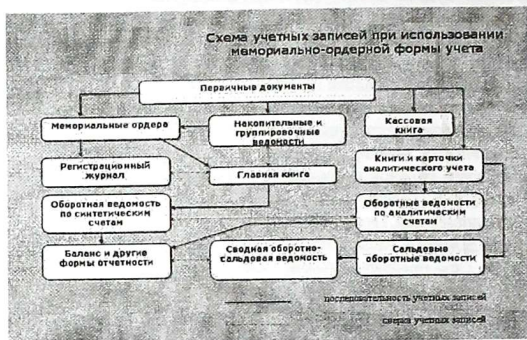 Схема учетных записей при использовании
мемориально-ордерной формы учета
Первичные документы
Мемориальные ордера
Накопительные и
группировочные
ведомости
Кассовая
книга
Регистрационный
журнал
Главная книга
Книги и карточки
аналитического учета
Оборотная ведомость
по синтетическим
счетам
Оборотные ведомости
по аналитическим
счетам
Баланс и другие
формы отчетности
Сводная оборотно-
сальдовая ведомость
Сальдовые
оборотные ведомости
последовательность учетных записей
сверка учетных записей